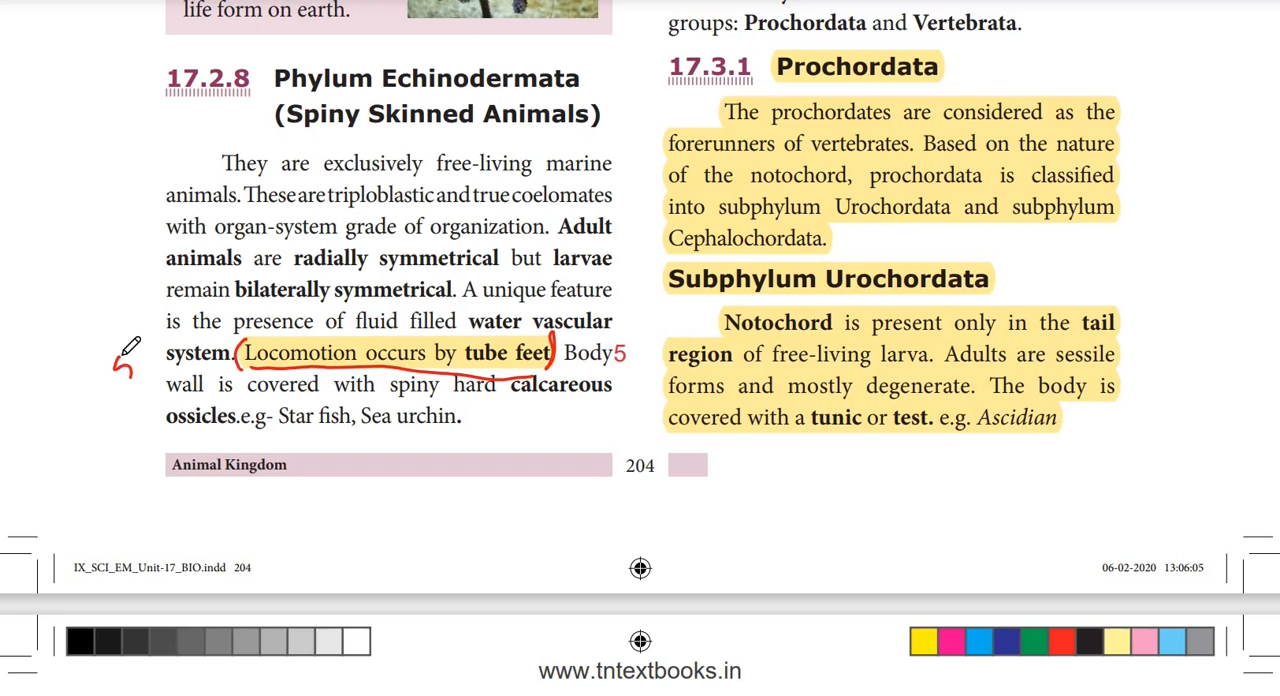 life form on earth.
17.2.8 Phylum Echinodermata
(Spiny Skinned Animals)
They are exclusively free-living marine
animals. These are triploblastic and true coelomates
with organ-system grade of organization. Adult
animals are radially symmetrical but larvae
remain bilaterally symmetrical. A unique feature
is the presence of fluid filled water vascular
system. (Locomotion occurs by tube feet) Body 5
5
wall is covered with spiny hard calcareous
ossicles.e.g- Star fish, Sea urchin.
groups: Prochordata and Vertebrata.
17.3.1 Prochordata
The prochordates are considered as the
forerunners of vertebrates. Based on the nature
of the notochord, prochordata is classified
into subphylum Urochordata and subphylum
Cephalochordata.
Subphylum Urochordata
Notochord is present only in the tail
region of free-living larva. Adults are sessile
forms and mostly degenerate. The body is
covered with a tunic or test. e.g. Ascidian
Animal Kingdom 204
IX_SCI_EM_Unit-17_BIO.indd 204 06-02-2020 13:06:05
www.tntextbooks.in